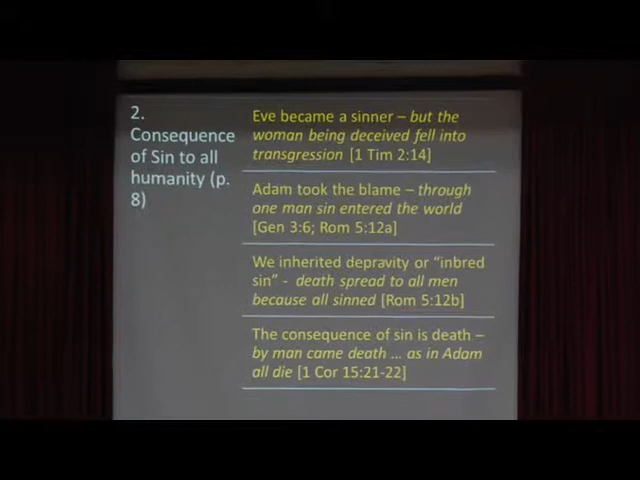 2.
Consequence
of Sin to all
humanity (p.
8)
Eve became a sinner – but the
woman being deceived fell into
transgression [1 Tim 2:14]
Adam took the blame – through
one man sin entered the world
[Gen 3:6; Rom 5:12a]
We inherited depravity or “inbred
sin” - death spread to all men
because all sinned [Rom 5:12b]
The consequence of sin is death –
by man came death ... as in Adam
all die [1 Cor 15:21-22]